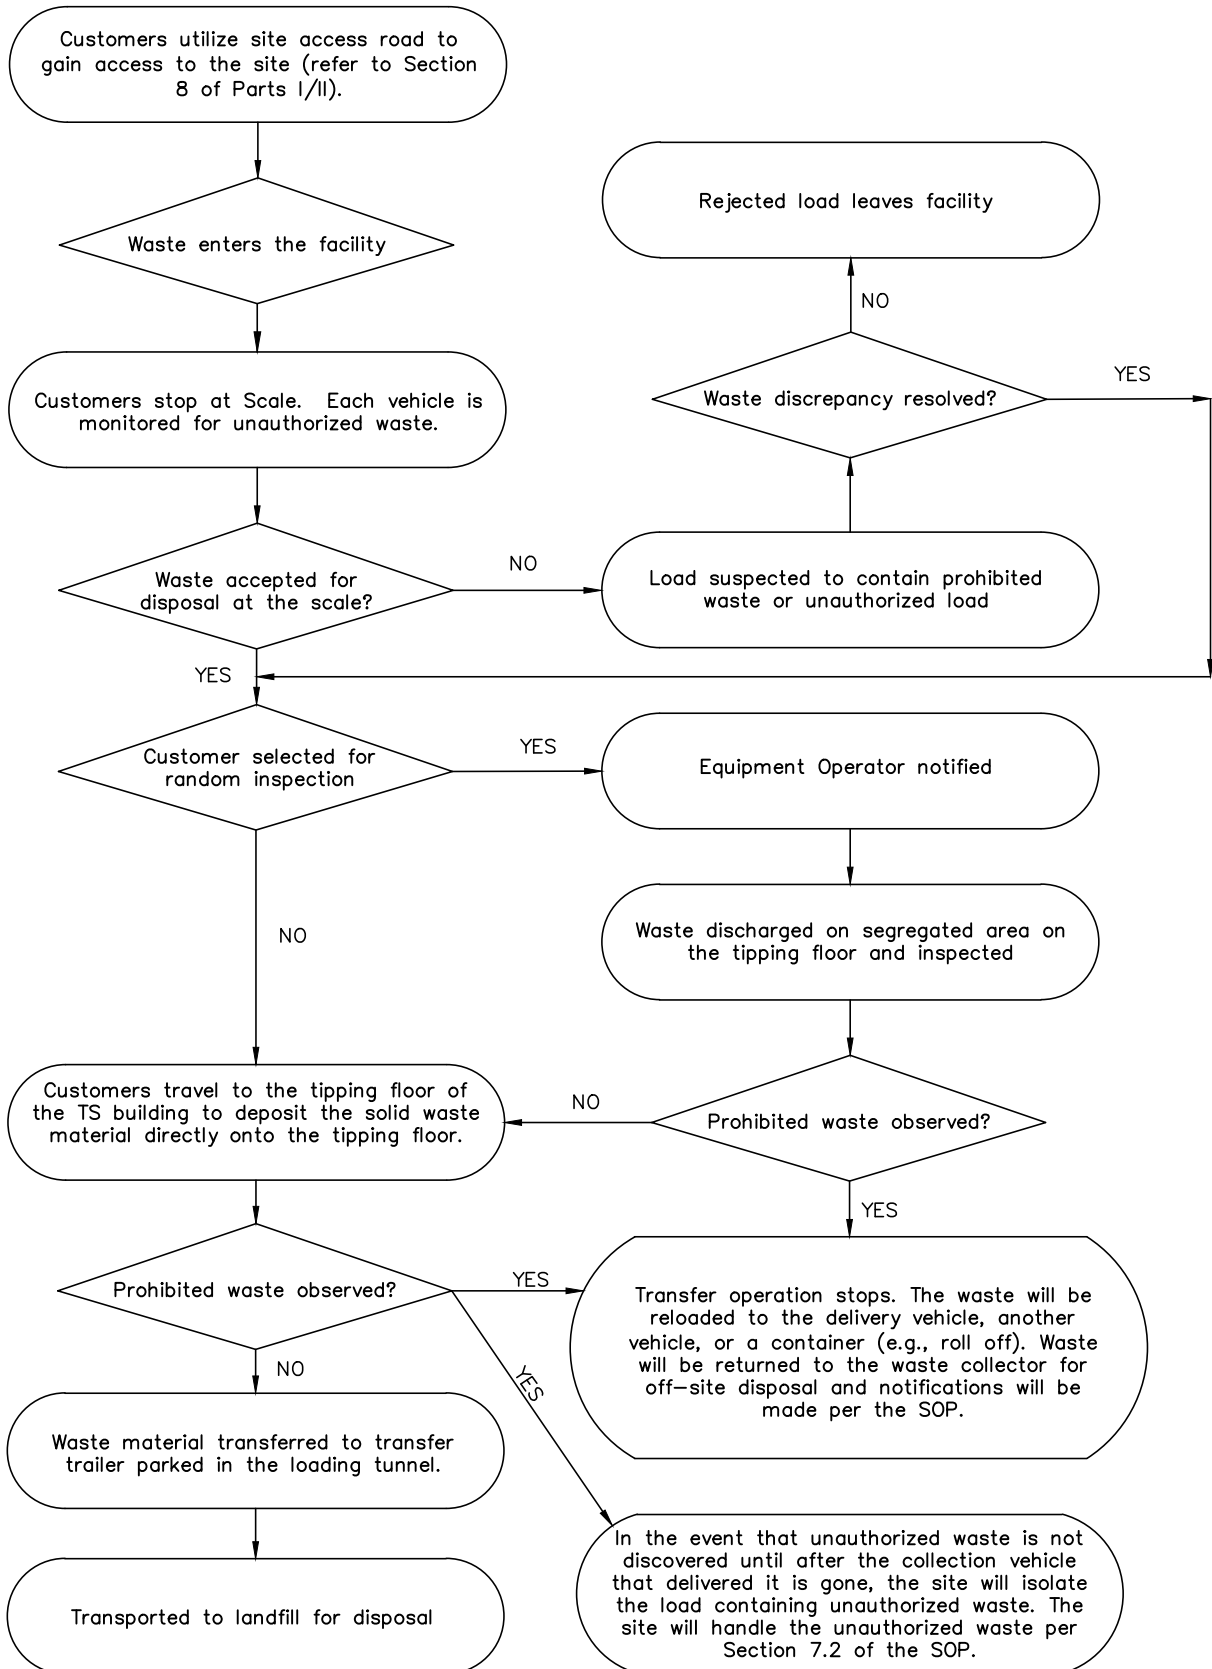 Customers utilize site access road to
gain access to the site (refer to Section
8 of Parts I/II).
Waste enters the facility
Rejected load leaves facility
NO
Waste discrepancy resolved?
YES
Customers stop at Scale.  Each vehicle is
monitored for unauthorized waste.
Waste accepted for
disposal at the scale?
NO
Load suspected to contain prohibited
waste or unauthorized load
YES
Customer selected for
random inspection
YES
Equipment Operator notified
NO
Waste discharged on segregated area on
the tipping floor and inspected
Customers travel to the tipping floor of
the TS building to deposit the solid waste
material directly onto the tipping floor.
NO
Prohibited waste observed?
YES
Prohibited waste observed?
YES
Transfer operation stops. The waste will be
reloaded to the delivery vehicle, another
vehicle, or a container (e.g., roll off). Waste
will be returned to the waste collector for
off-site disposal and notifications will be
made per the SOP.
NO
YES
Waste material transferred to transfer
trailer parked in the loading tunnel.
Transported to landfill for disposal
In the event that unauthorized waste is not
discovered until after the collection vehicle
that delivered it is gone, the site will isolate
the load containing unauthorized waste. The
site will handle the unauthorized waste per
Section 7.2 of the SOP.